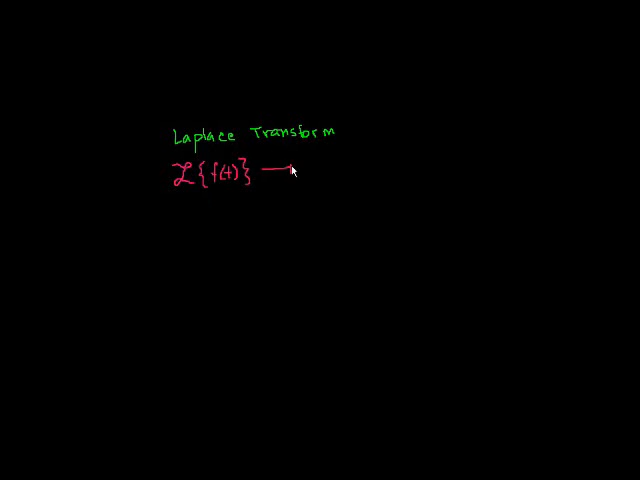 Laplace Transform
ℒ{f(t)} →